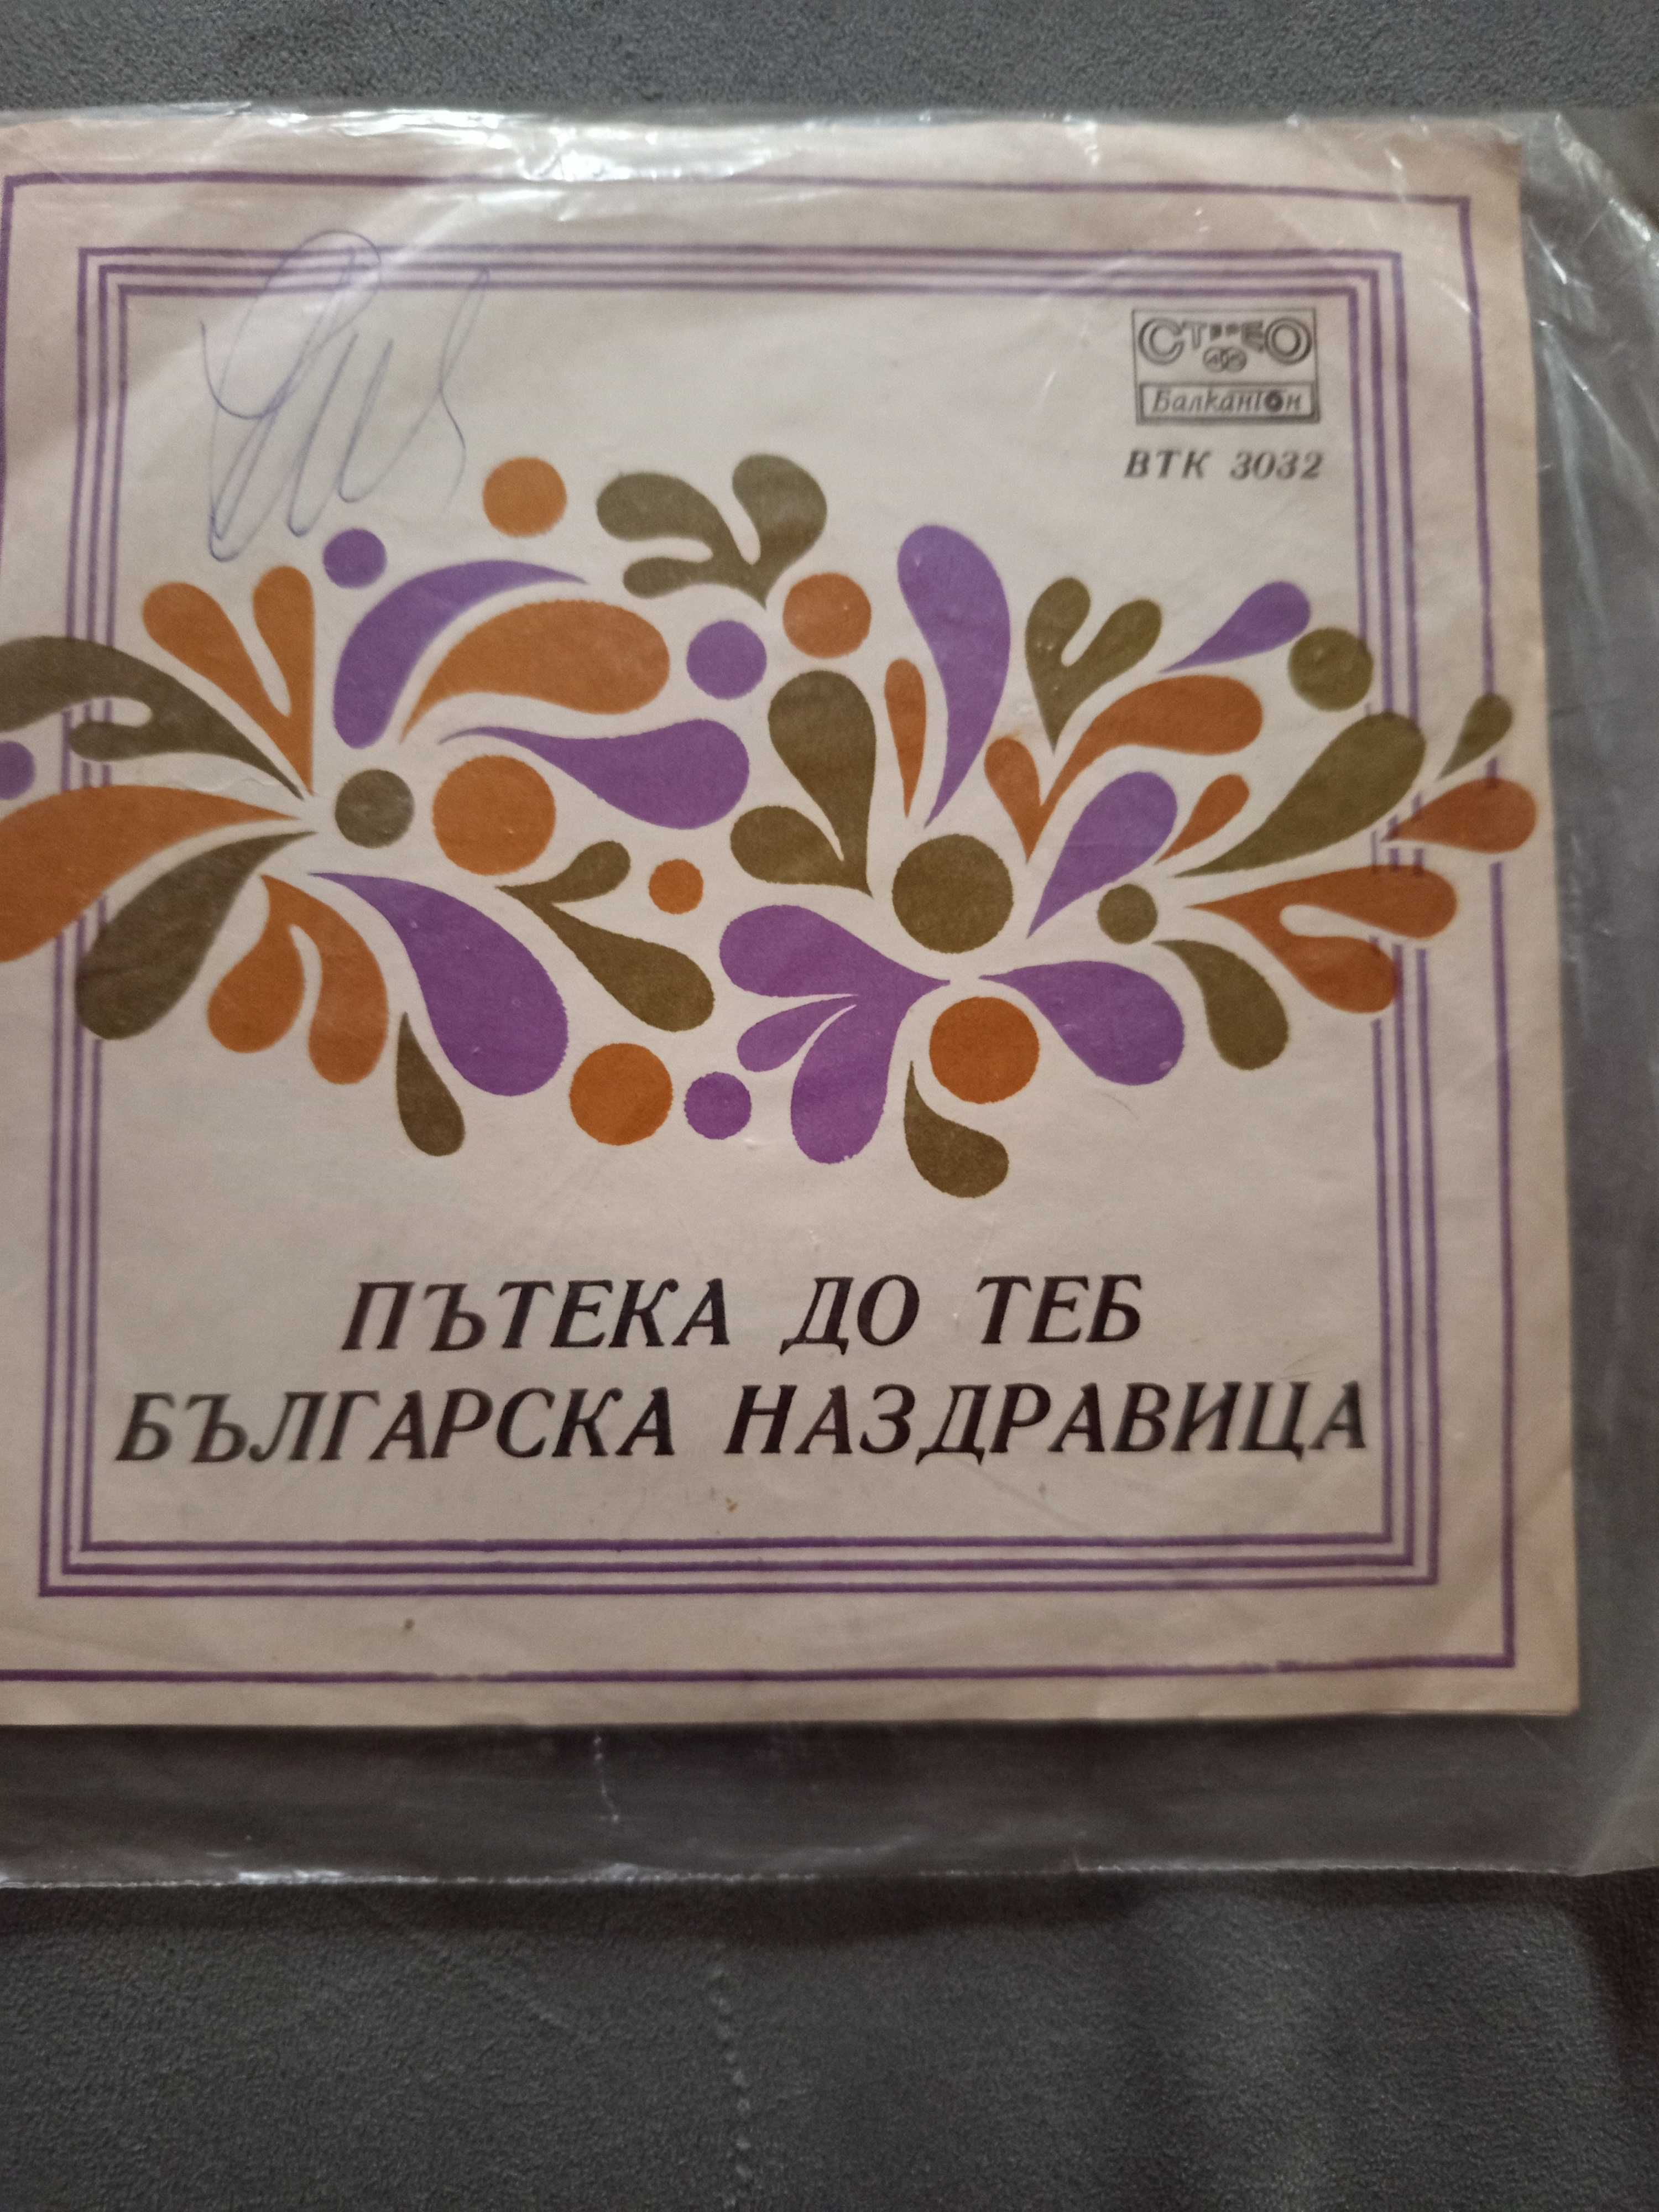 СТЕРЕО
Балкантон
ВТК 3032
ПЪТЕКА ДО ТЕБ
БЪЛГАРСКА НАЗДРАВИЦА